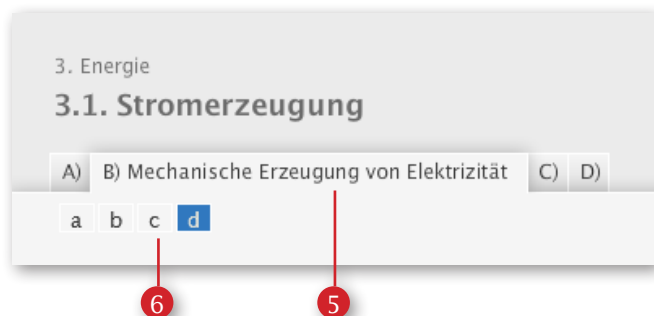 3. Energie
3.1. Stromerzeugung
A) B) Mechanische Erzeugung von Elektrizität C) D)
a b c d
6 5